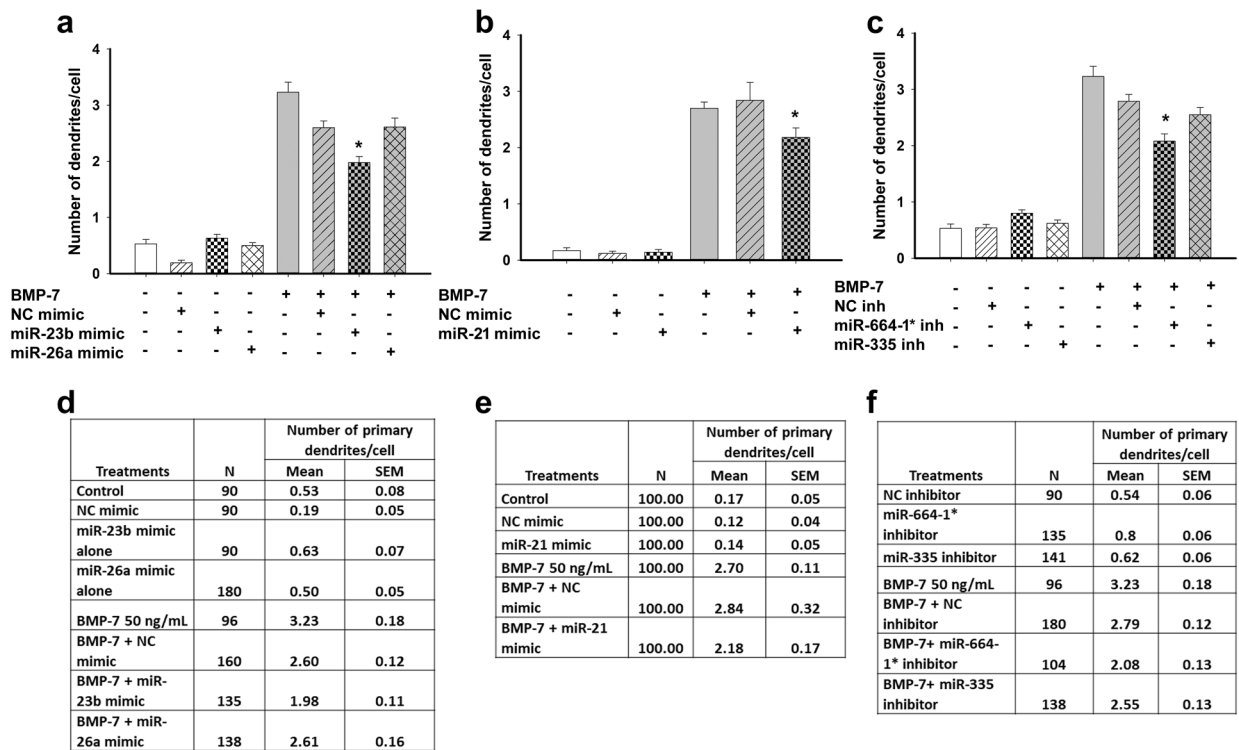 a
Number of dendrites/cell
4
3
2
1
0
*
BMP-7 - - - - + + + +
NC mimic - + - - - + - -
miR-23b mimic - - + - - - + -
miR-26a mimic - - - + - - - +
b
Number of dendrites/cell
4
3
2
1
0
*
BMP-7 - - - + + +
NC mimic - + - - + -
miR-21 mimic - - + - - +
c
Number of dendrites/cell
4
3
2
1
0
*
BMP-7 - - - - + + + +
NC inh - + - - - + - -
miR-664-1* inh - - + - - - + -
miR-335 inh - - - + - - - +
d
Number of primary
dendrites/cell
Treatments N Mean SEM
Control 90 0.53 0.08
NC mimic 90 0.19 0.05
miR-23b mimic
alone 90 0.63 0.07
miR-26a mimic
alone 180 0.50 0.05
BMP-7 50 ng/mL 96 3.23 0.18
BMP-7 + NC
mimic 160 2.60 0.12
BMP-7 + miR-
23b mimic 135 1.98 0.11
BMP-7 + miR-
26a mimic 138 2.61 0.16
e
Number of primary
dendrites/cell
Treatments N Mean SEM
Control 100.00 0.17 0.05
NC mimic 100.00 0.12 0.04
miR-21 mimic 100.00 0.14 0.05
BMP-7 50 ng/mL 100.00 2.70 0.11
BMP-7 + NC
mimic 100.00 2.84 0.32
BMP-7 + miR-21
mimic 100.00 2.18 0.17
f
Number of primary
dendrites/cell
Treatments N Mean SEM
NC inhibitor 90 0.54 0.06
miR-664-1*
inhibitor 135 0.8 0.06
miR-335 inhibitor 141 0.62 0.06
BMP-7 50 ng/mL 96 3.23 0.18
BMP-7 + NC
inhibitor 180 2.79 0.12
BMP-7+ miR-664-
1* inhibitor 104 2.08 0.13
BMP-7+ miR-335
inhibitor 138 2.55 0.13